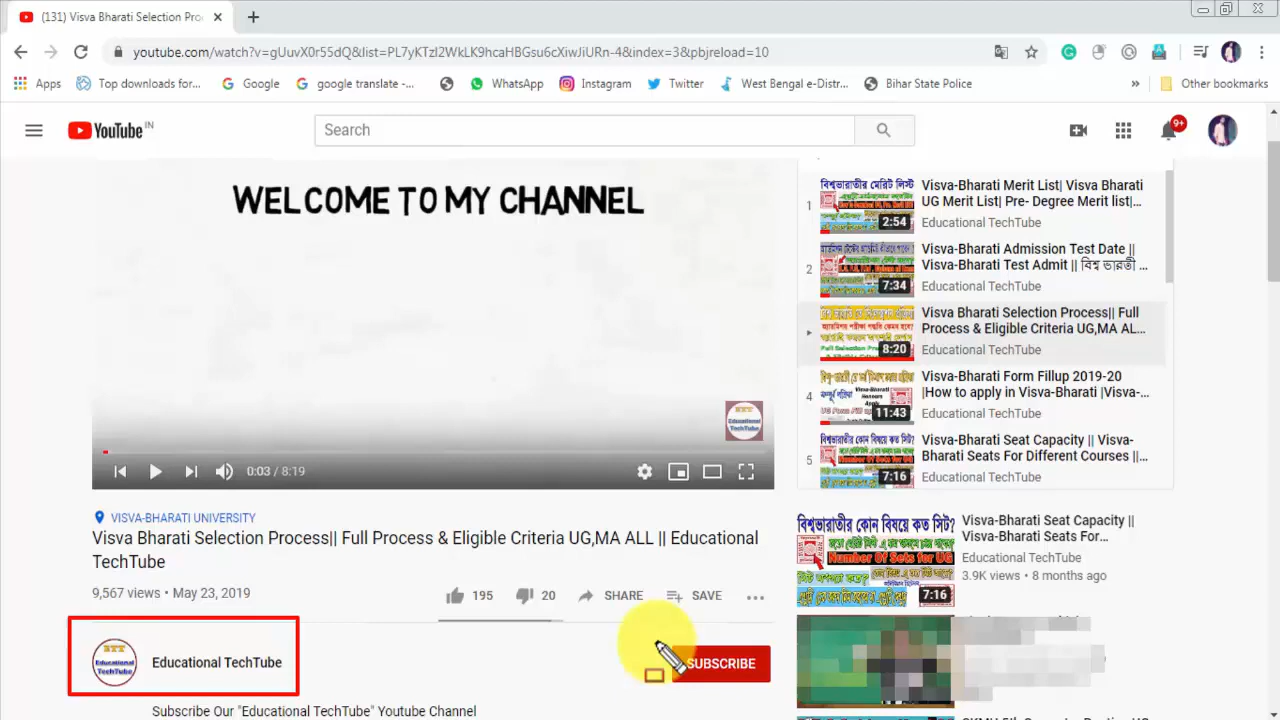 (131) Visva Bharati Selection Pro
youtube.com/watch?v=gUuvX0r55dQ&list=PL7yKTzI2WkLK9hcaHBGsu6cXiwJiURn-4&index=3&pbjreload=10
Apps Top downloads for... Google google translate -... WhatsApp Instagram Twitter West Bengal e-Distr... Bihar State Police » Other bookmarks
YouTube IN
Search
9+
WELCOME TO MY CHANNEL
0:03 / 8:19
1
বিশ্বভারতীর মেরিট লিস্ট
2:54
Visva-Bharati Merit List| Visva Bharati
UG Merit List| Pre- Degree Merit list|...
Educational TechTube
2
7:34
Visva-Bharati Admission Test Date ||
Visva-Bharati Test Admit || বিশ্ব ভারতী ...
Educational TechTube
8:20
Visva Bharati Selection Process|| Full
Process & Eligible Criteria UG,MA AL...
Educational TechTube
4
11:43
Visva-Bharati Form Fillup 2019-20
|How to apply in Visva-Bharati |Visva-...
Educational TechTube
5
বিশ্বভারতীর কোন বিষয়ে কত সিট?
7:16
Visva-Bharati Seat Capacity || Visva-
Bharati Seats For Different Courses ||...
Educational TechTube
VISVA-BHARATI UNIVERSITY
Visva Bharati Selection Process|| Full Process & Eligible Criteria UG,MA ALL || Educational
TechTube
9,567 views • May 23, 2019
195 20 SHARE SAVE
ETT
Educational
TechTube
Educational TechTube
SUBSCRIBE
Subscribe Our "Educational TechTube" Youtube Channel
বিশ্বভারতীর কোন বিষয়ে কত সিট?
Number Of Sets for UG
7:16
Visva-Bharati Seat Capacity ||
Visva-Bharati Seats For...
Educational TechTube
3.9K views • 8 months ago